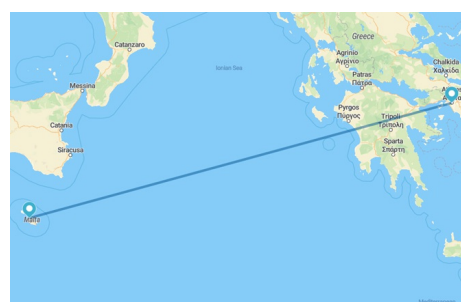 Catanzaro
Greece
Agrinio
Αγρίνιο
Chalkida
Χαλκίδα
Ionian Sea
Patras
Πάτρα
Messina
Pyrgos
Πύργος
Tripoli
Τρίπολη
Catania
Sparta
Σπάρτη
Siracusa
Malta